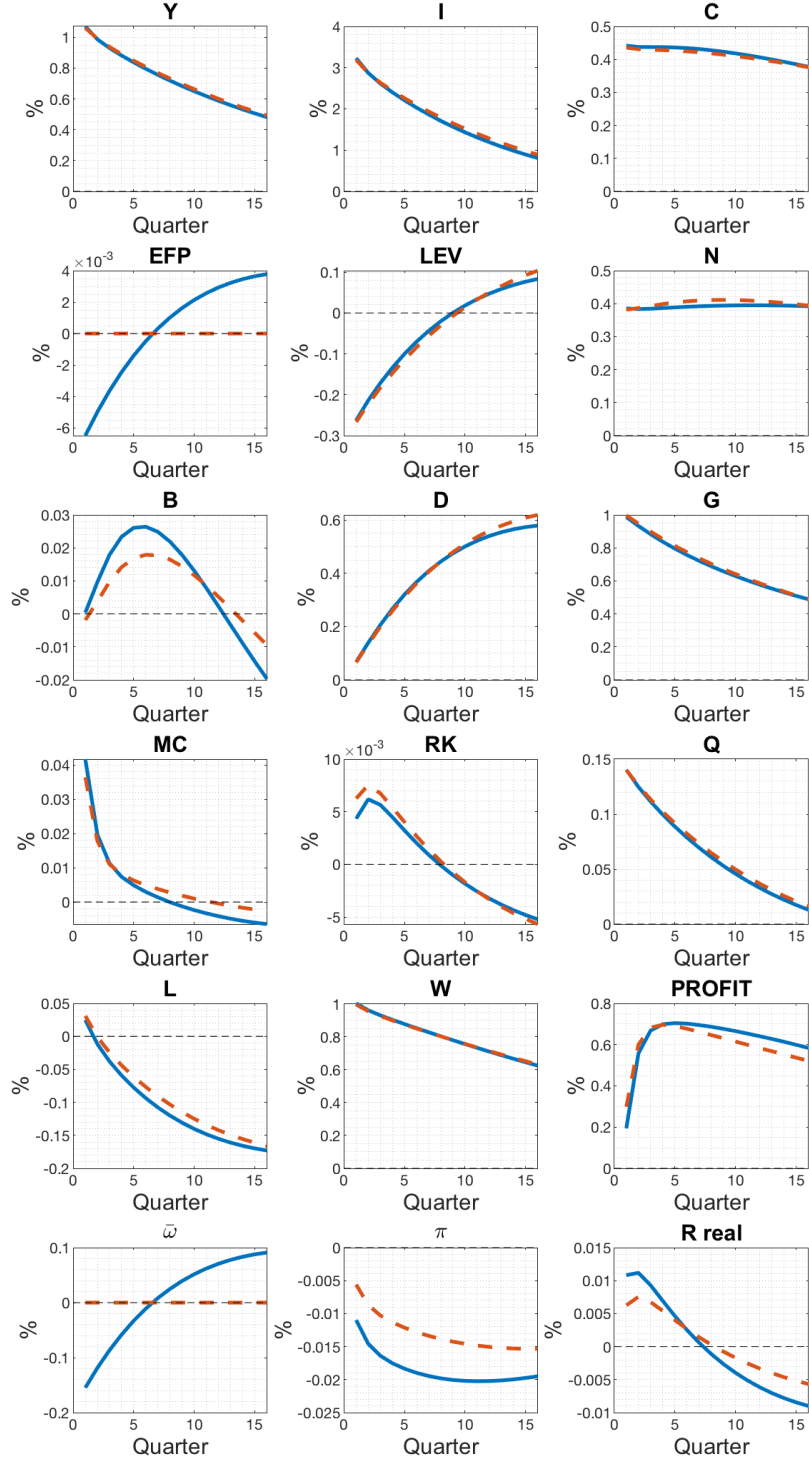 Y I C
1 0.8 0.6 0.4 0.2 0 4 3 2 1 0 0.5 0.4 0.3 0.2 0.1 0
% % %
0 5 10 15 0 5 10 15 0 5 10 15
Quarter Quarter Quarter
EFP LEV N
×10⁻³
4 2 0 -2 -4 -6 0.1 0 -0.1 -0.2 -0.3 0.5 0.4 0.3 0.2 0.1 0
% % %
0 5 10 15 0 5 10 15 0 5 10 15
Quarter Quarter Quarter
B D G
0.03 0.02 0.01 0 -0.01 -0.02 0.6 0.4 0.2 0 1 0.8 0.6 0.4 0.2 0
% % %
0 5 10 15 0 5 10 15 0 5 10 15
Quarter Quarter Quarter
MC RK Q
×10⁻³
0.04 0.03 0.02 0.01 0 10 5 0 -5 0.15 0.1 0.05 0
% % %
0 5 10 15 0 5 10 15 0 5 10 15
Quarter Quarter Quarter
L W PROFIT
0.05 0 -0.05 -0.1 -0.15 -0.2 1 0.8 0.6 0.4 0.2 0 0.8 0.6 0.4 0.2 0
% % %
0 5 10 15 0 5 10 15 0 5 10 15
Quarter Quarter Quarter
ω̄ π R real
0.1 0 -0.1 -0.2 0 -0.005 -0.01 -0.015 -0.02 -0.025 0.015 0.01 0.005 0 -0.005 -0.01
% % %
0 5 10 15 0 5 10 15 0 5 10 15
Quarter Quarter Quarter